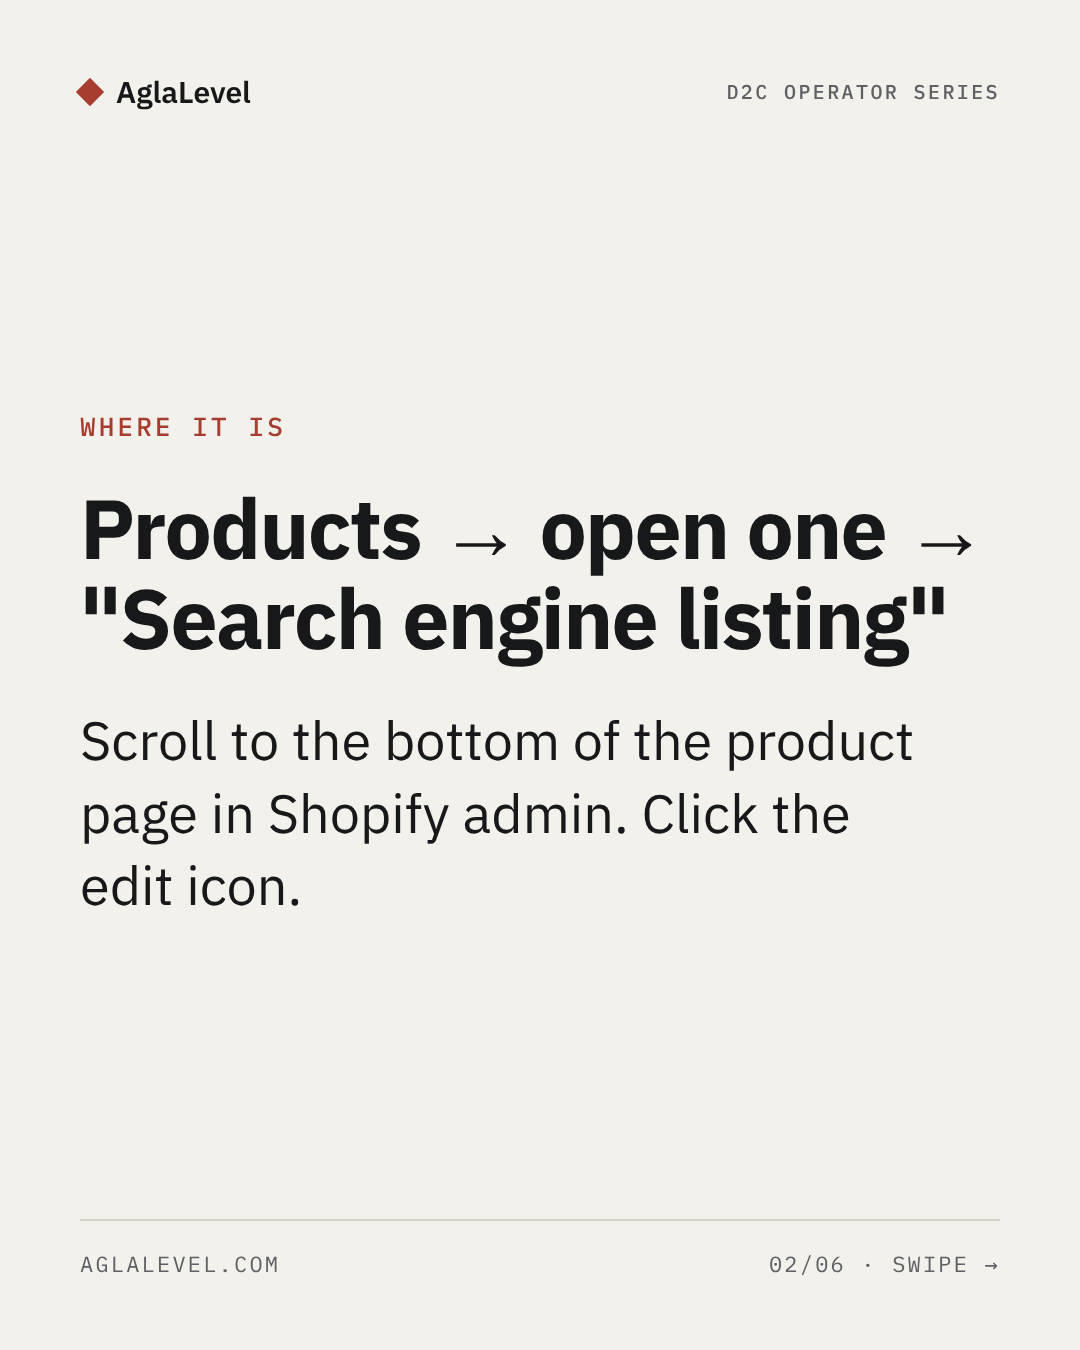 AglaLevel
D2C OPERATOR SERIES
WHERE IT IS
Products → open one →
"Search engine listing"
Scroll to the bottom of the product
page in Shopify admin. Click the
edit icon.
AGLALEVEL.COM
02/06 · SWIPE →